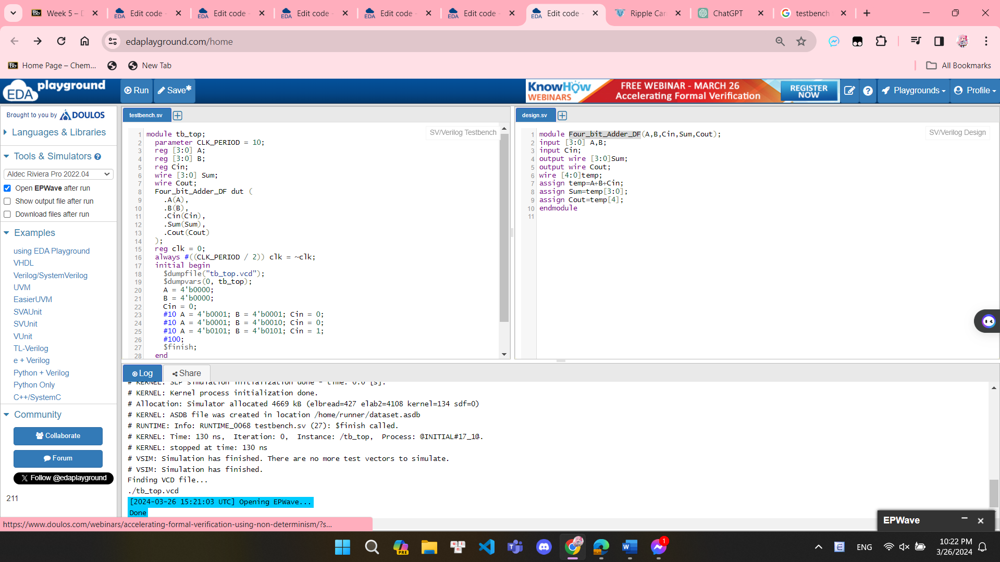 Week 5 – D
Edit code -
Edit code -
Edit code -
Edit code -
Edit code -
Edit code -
Ripple Car
ChatGPT
testbench
edaplayground.com/home
Bb Home Page – Chem...
New Tab
All Bookmarks
EDA playground
Run
Save*
KnowHow WEBINARS
FREE WEBINAR - MARCH 26
Accelerating Formal Verification
REGISTER NOW
Playgrounds
Profile
Brought to you by DOULOS
Languages & Libraries
Tools & Simulators
Aldec Riviera Pro 2022.04
Open EPWave after run
Show output file after run
Download files after run
Examples
using EDA Playground
VHDL
Verilog/SystemVerilog
UVM
EasierUVM
SVAUnit
SVUnit
VUnit
TL-Verilog
e + Verilog
Python + Verilog
Python Only
C++/SystemC
Community
Collaborate
Forum
Follow @edaplayground
211
testbench.sv
SV/Verilog Testbench
1 module tb_top;
2 parameter CLK_PERIOD = 10;
3 reg [3:0] A;
4 reg [3:0] B;
5 reg Cin;
6 wire [3:0] Sum;
7 wire Cout;
8 Four_bit_Adder_DF dut (
9 .A(A),
10 .B(B),
11 .Cin(Cin),
12 .Sum(Sum),
13 .Cout(Cout)
14 );
15 reg clk = 0;
16 always #((CLK_PERIOD / 2)) clk = ~clk;
17 initial begin
18 $dumpfile("tb_top.vcd");
19 $dumpvars(0, tb_top);
20 A = 4'b0000;
21 B = 4'b0000;
22 Cin = 0;
23 #10 A = 4'b0001; B = 4'b0001; Cin = 0;
24 #10 A = 4'b0001; B = 4'b0010; Cin = 0;
25 #10 A = 4'b0101; B = 4'b0101; Cin = 1;
26 #100;
27 $finish;
28 end
design.sv
SV/Verilog Design
1 module Four_bit_Adder_DF(A,B,Cin,Sum,Cout);
2 input [3:0] A,B;
3 input Cin;
4 output wire [3:0]Sum;
5 output wire Cout;
6 wire [4:0]temp;
7 assign temp=A+B+Cin;
8 assign Sum=temp[3:0];
9 assign Cout=temp[4];
10 endmodule
11
Log
Share
# KERNEL: SLP simulation initialization done - time: 0.0 [s].
# KERNEL: Kernel process initialization done.
# Allocation: Simulator allocated 4669 kB (elbread=427 elab2=4108 kernel=134 sdf=0)
# KERNEL: ASDB file was created in location /home/runner/dataset.asdb
# RUNTIME: Info: RUNTIME_0068 testbench.sv (27): $finish called.
# KERNEL: Time: 130 ns, Iteration: 0, Instance: /tb_top, Process: @INITIAL#17_1@.
# KERNEL: stopped at time: 130 ns
# VSIM: Simulation has finished. There are no more test vectors to simulate.
# VSIM: Simulation has finished.
Finding VCD file...
./tb_top.vcd
[2024-03-26 15:21:03 UTC] Opening EPWave...
Done
EPWave
https://www.doulos.com/webinars/accelerating-formal-verification-using-non-determinism/?s...
PRE
1
ENG
10:22 PM
3/26/2024